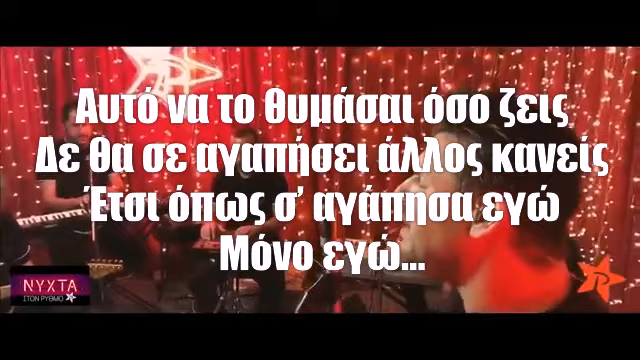 Αυτό να το θυμάσαι όσο ζεις
Δε θα σε αγαπήσει άλλος κανείς
Έτσι όπως σ' αγάπησα εγώ
Μόνο εγώ...
ΝΥΧΤΑ
ΣΤΟΝ ΡΥΘΜΟ